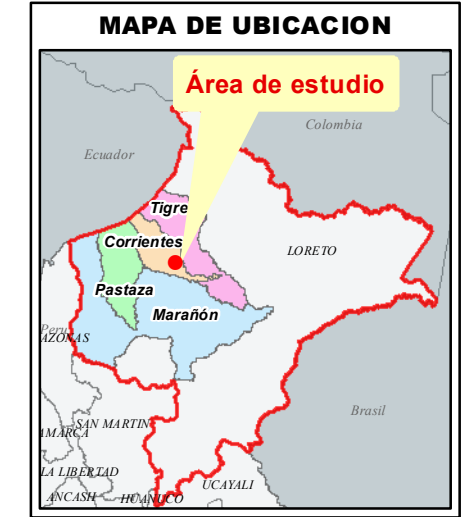 MAPA DE UBICACION
Área de estudio
Colombia
Ecuador
Tigre
Corrientes
LORETO
Pastaza
Marañón
Peru
AZONAS
Brasil
SAN MARTIN
AMARCA
LA LIBERTAD
UCAYALI
ANCASH
HUANUCO